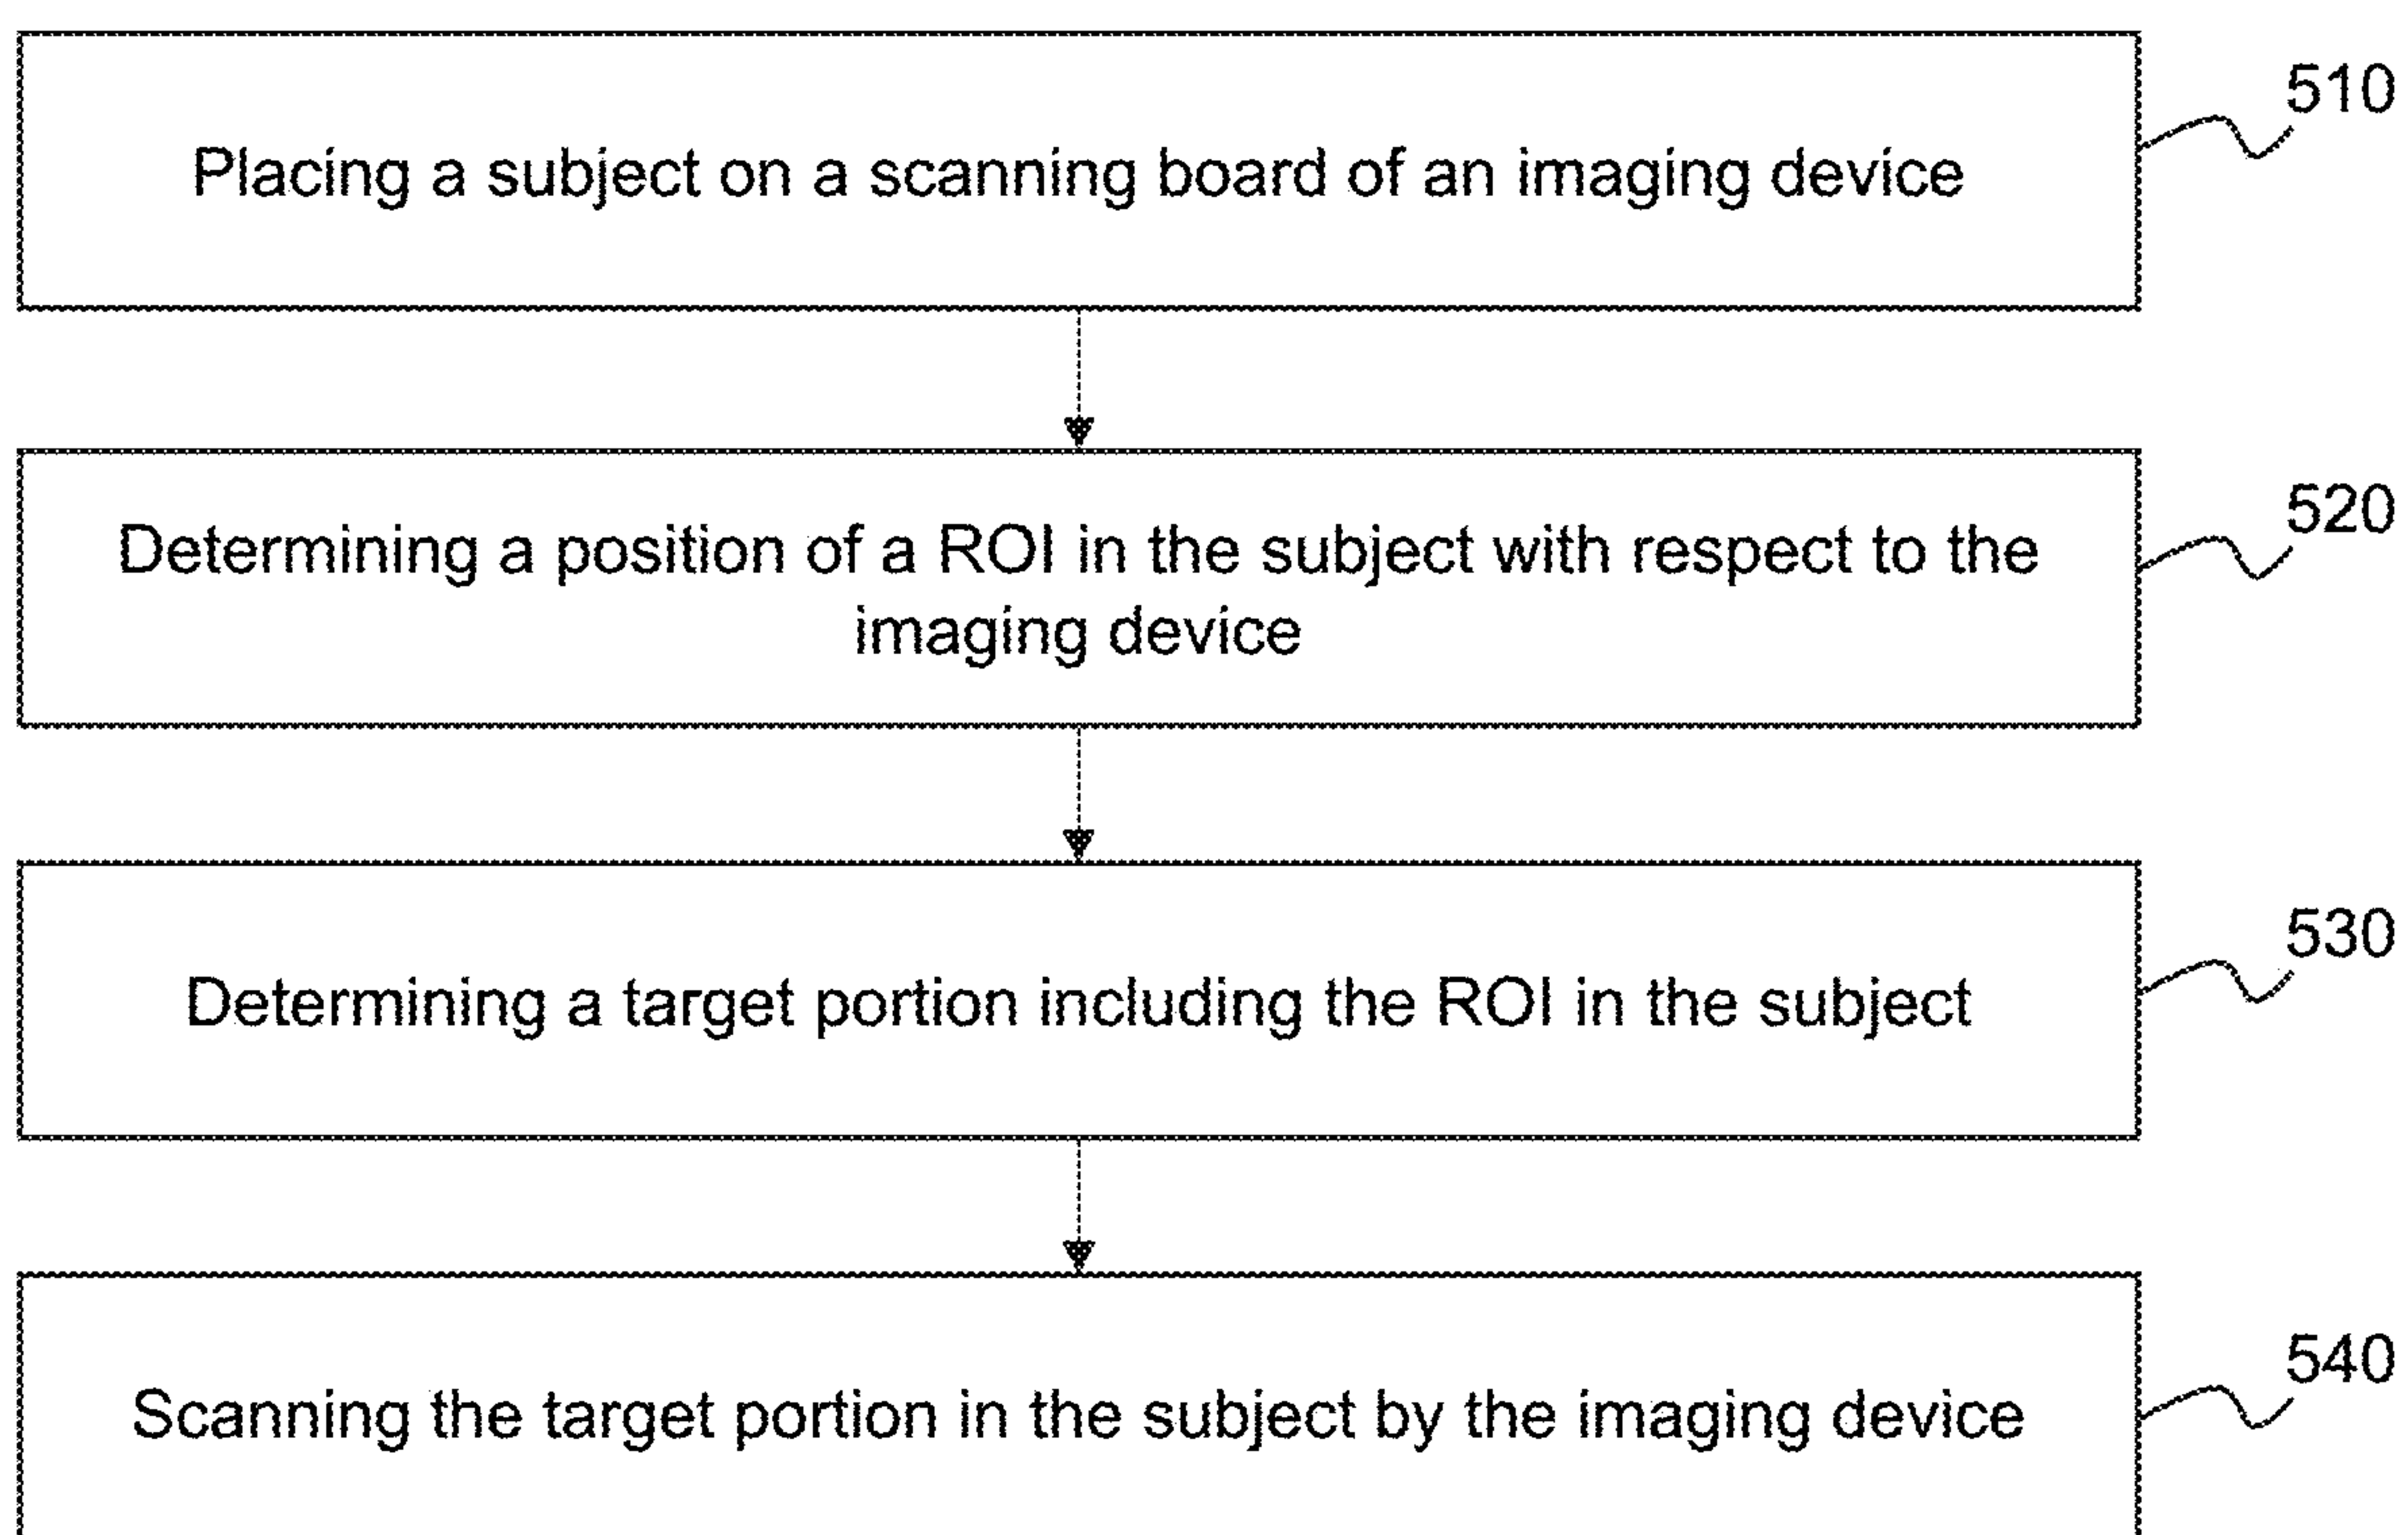 510
Placing a subject on a scanning board of an imaging device
520
Determining a position of a ROI in the subject with respect to the
imaging device
530
Determining a target portion including the ROI in the subject
540
Scanning the target portion in the subject by the imaging device